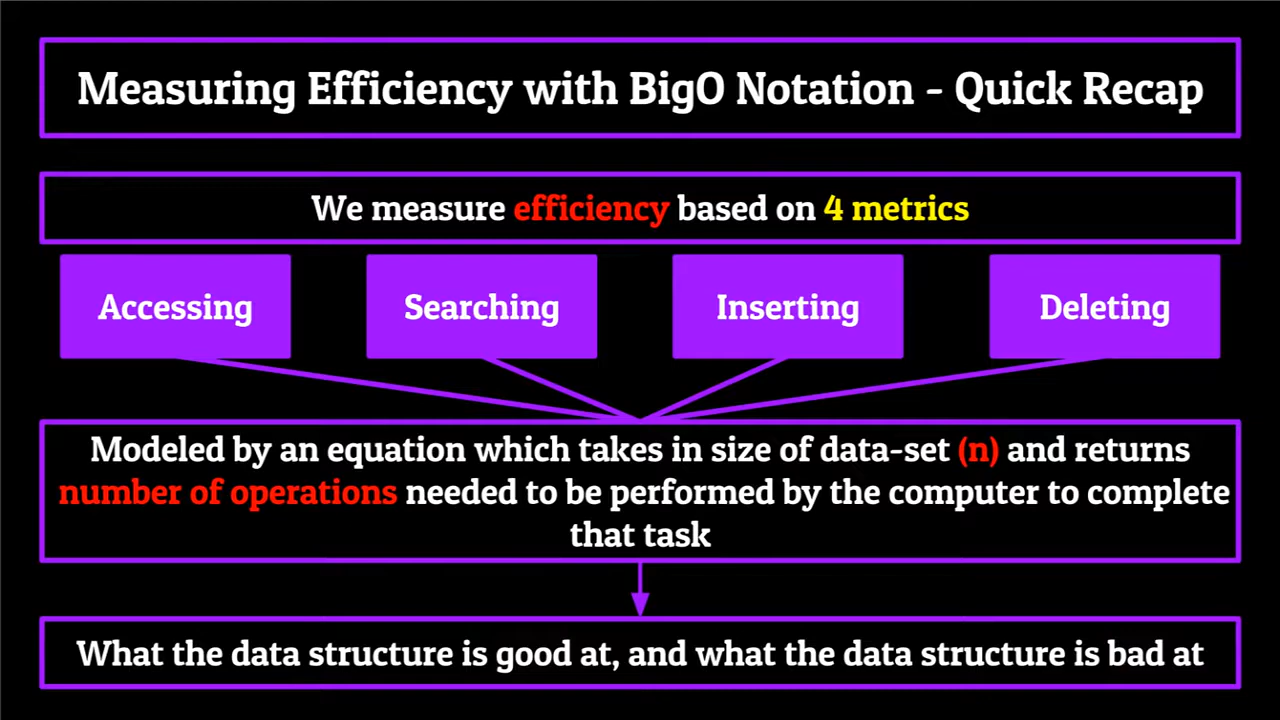 Measuring Efficiency with BigO Notation - Quick Recap
We measure efficiency based on 4 metrics
Accessing
Searching
Inserting
Deleting
Modeled by an equation which takes in size of data-set (n) and returns
number of operations needed to be performed by the computer to complete
that task
What the data structure is good at, and what the data structure is bad at